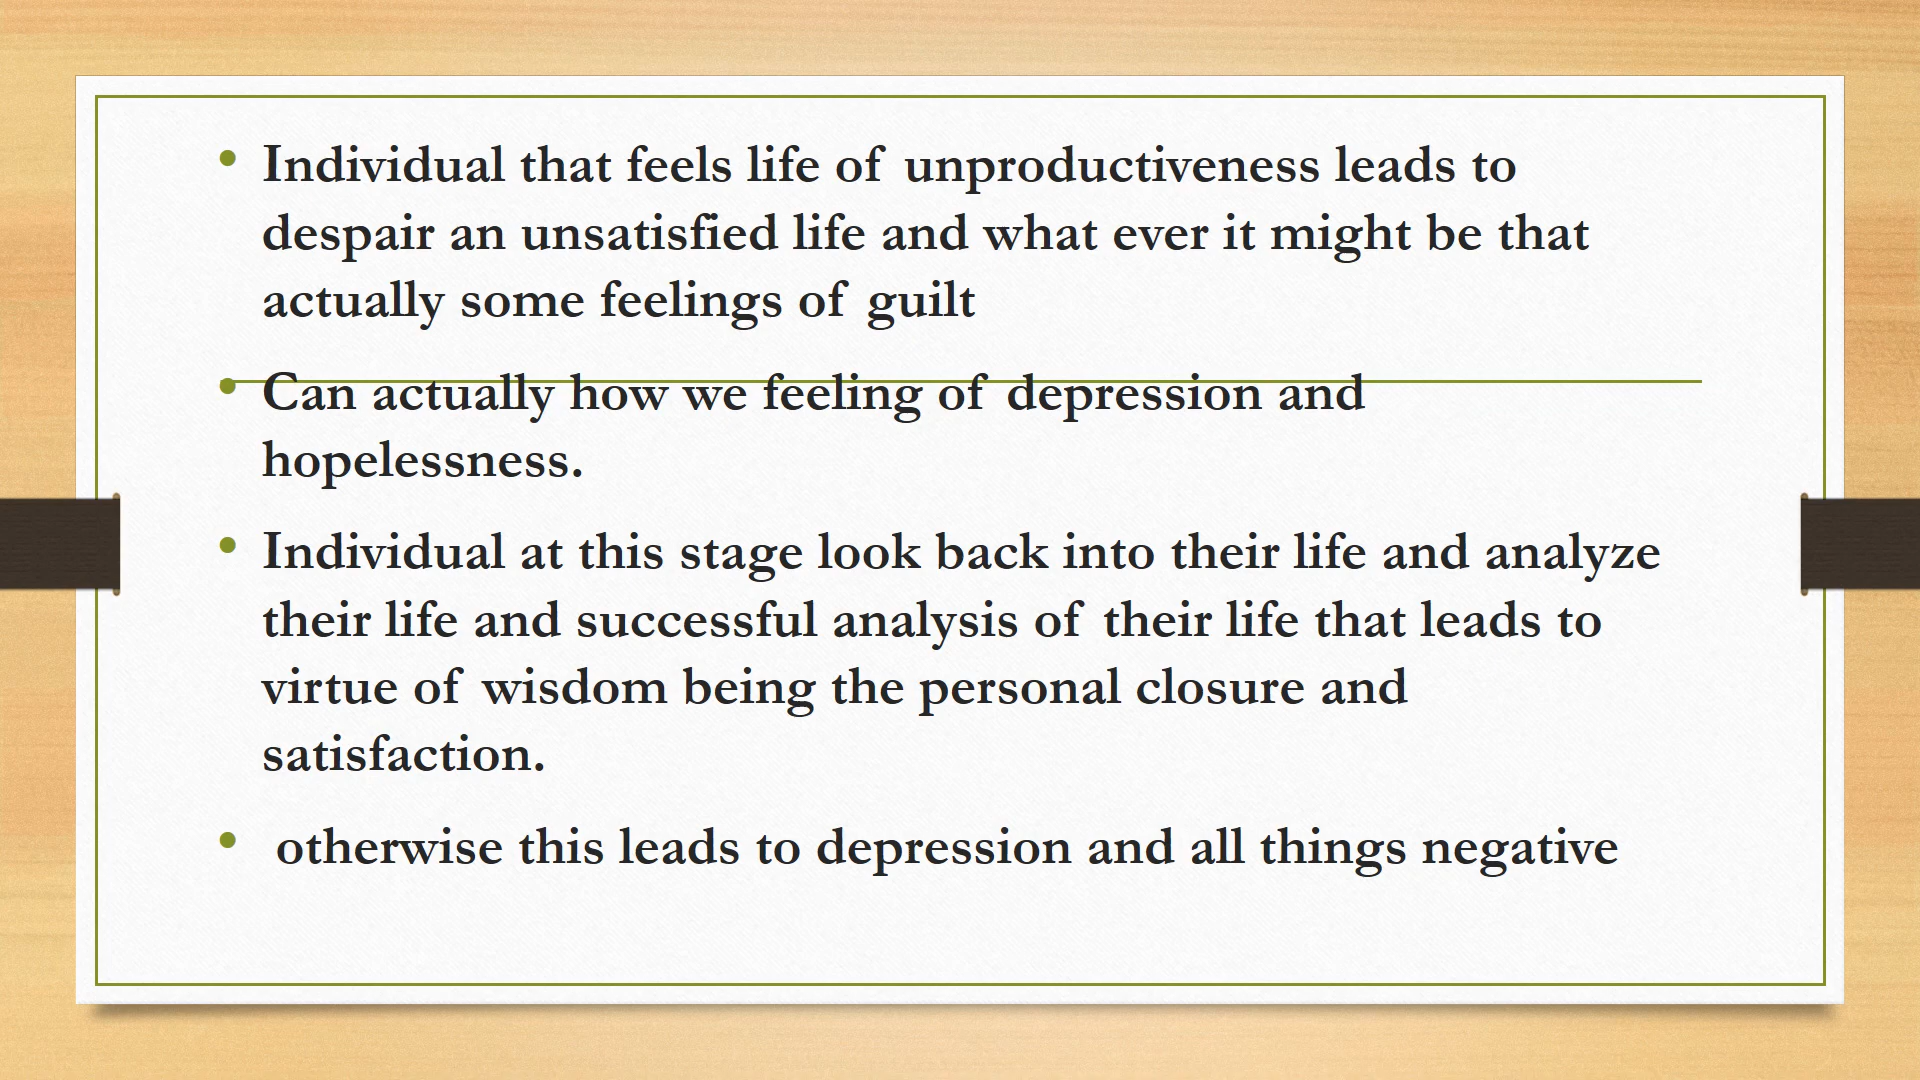 • Individual that feels life of unproductiveness leads to
despair an unsatisfied life and what ever it might be that
actually some feelings of guilt
• Can actually how we feeling of depression and
hopelessness.
• Individual at this stage look back into their life and analyze
their life and successful analysis of their life that leads to
virtue of wisdom being the personal closure and
satisfaction.
• otherwise this leads to depression and all things negative